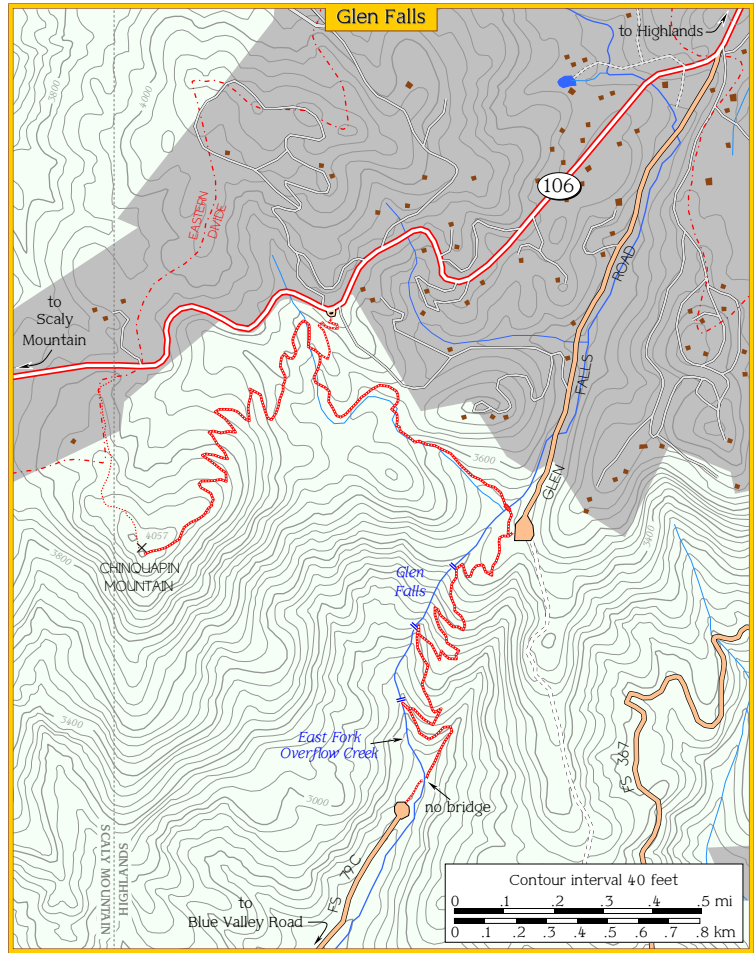 Glen Falls
to Highlands
3800
4000
106
EASTERN
DIVIDE
ROAD
to
Scaly
Mountain
FALLS
3600
GLEN
3400
4057
CHINQUAPIN
MOUNTAIN
3800
Glen
Falls
3400
East Fork
Overflow Creek
FS 367
3000
no bridge
SCALY MOUNTAIN
HIGHLANDS
FS 79C
to
Blue Valley Road
Contour interval 40 feet
0 .1 .2 .3 .4 .5 mi
0 .1 .2 .3 .4 .5 .6 .7 .8 km